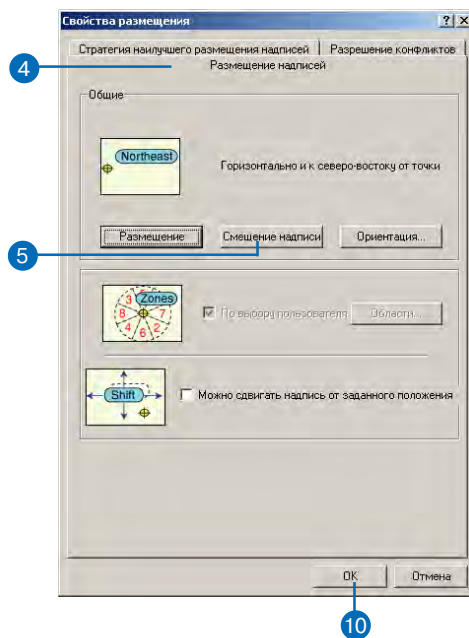 Свойства размещения
Стратегия наилучшего размещения надписей
Разрешение конфликтов
4
Размещение надписей
Общие
Northeast
Горизонтально и к северо-востоку от точки
Размещение
Смещение надписи
Ориентация...
5
Zones
3
8
7
4
6
2
По выбору пользователя
Области...
Shift
Можно сдвигать надпись от заданного положения
OK
Отмена
10